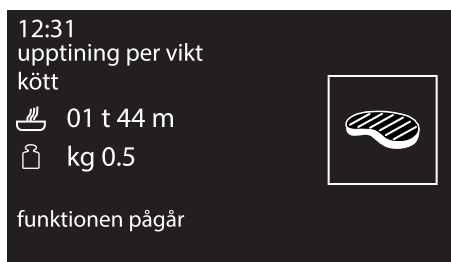 12:31
upptining per vikt
kött
01 t 44 m
kg 0.5
funktionen pågår